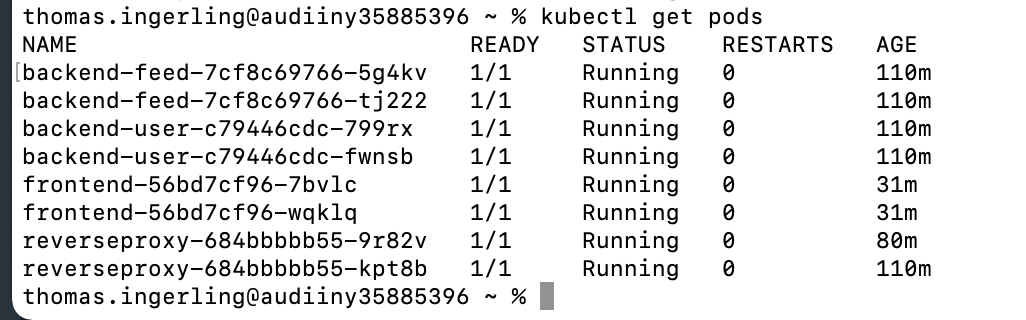 thomas.ingerling@audiiny35885396 ~ % kubectl get pods
NAME                            READY   STATUS    RESTARTS   AGE
[backend-feed-7cf8c69766-5g4kv   1/1     Running   0          110m
backend-feed-7cf8c69766-tj222   1/1     Running   0          110m
backend-user-c79446cdc-799rx    1/1     Running   0          110m
backend-user-c79446cdc-fwnsb    1/1     Running   0          110m
frontend-56bd7cf96-7bvlc        1/1     Running   0          31m
frontend-56bd7cf96-wqklq        1/1     Running   0          31m
reverseproxy-684bbbbb55-9r82v   1/1     Running   0          80m
reverseproxy-684bbbbb55-kpt8b   1/1     Running   0          110m
thomas.ingerling@audiiny35885396 ~ %